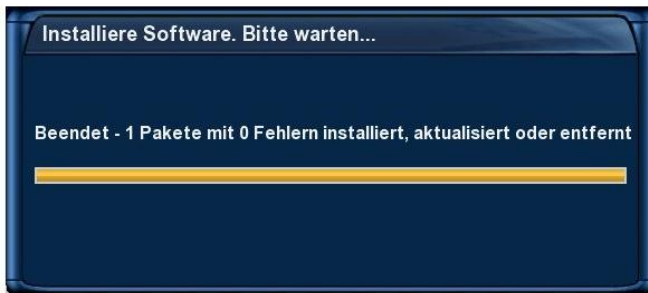 Installiere Software. Bitte warten...
Beendet - 1 Pakete mit 0 Fehlern installiert, aktualisiert oder entfernt